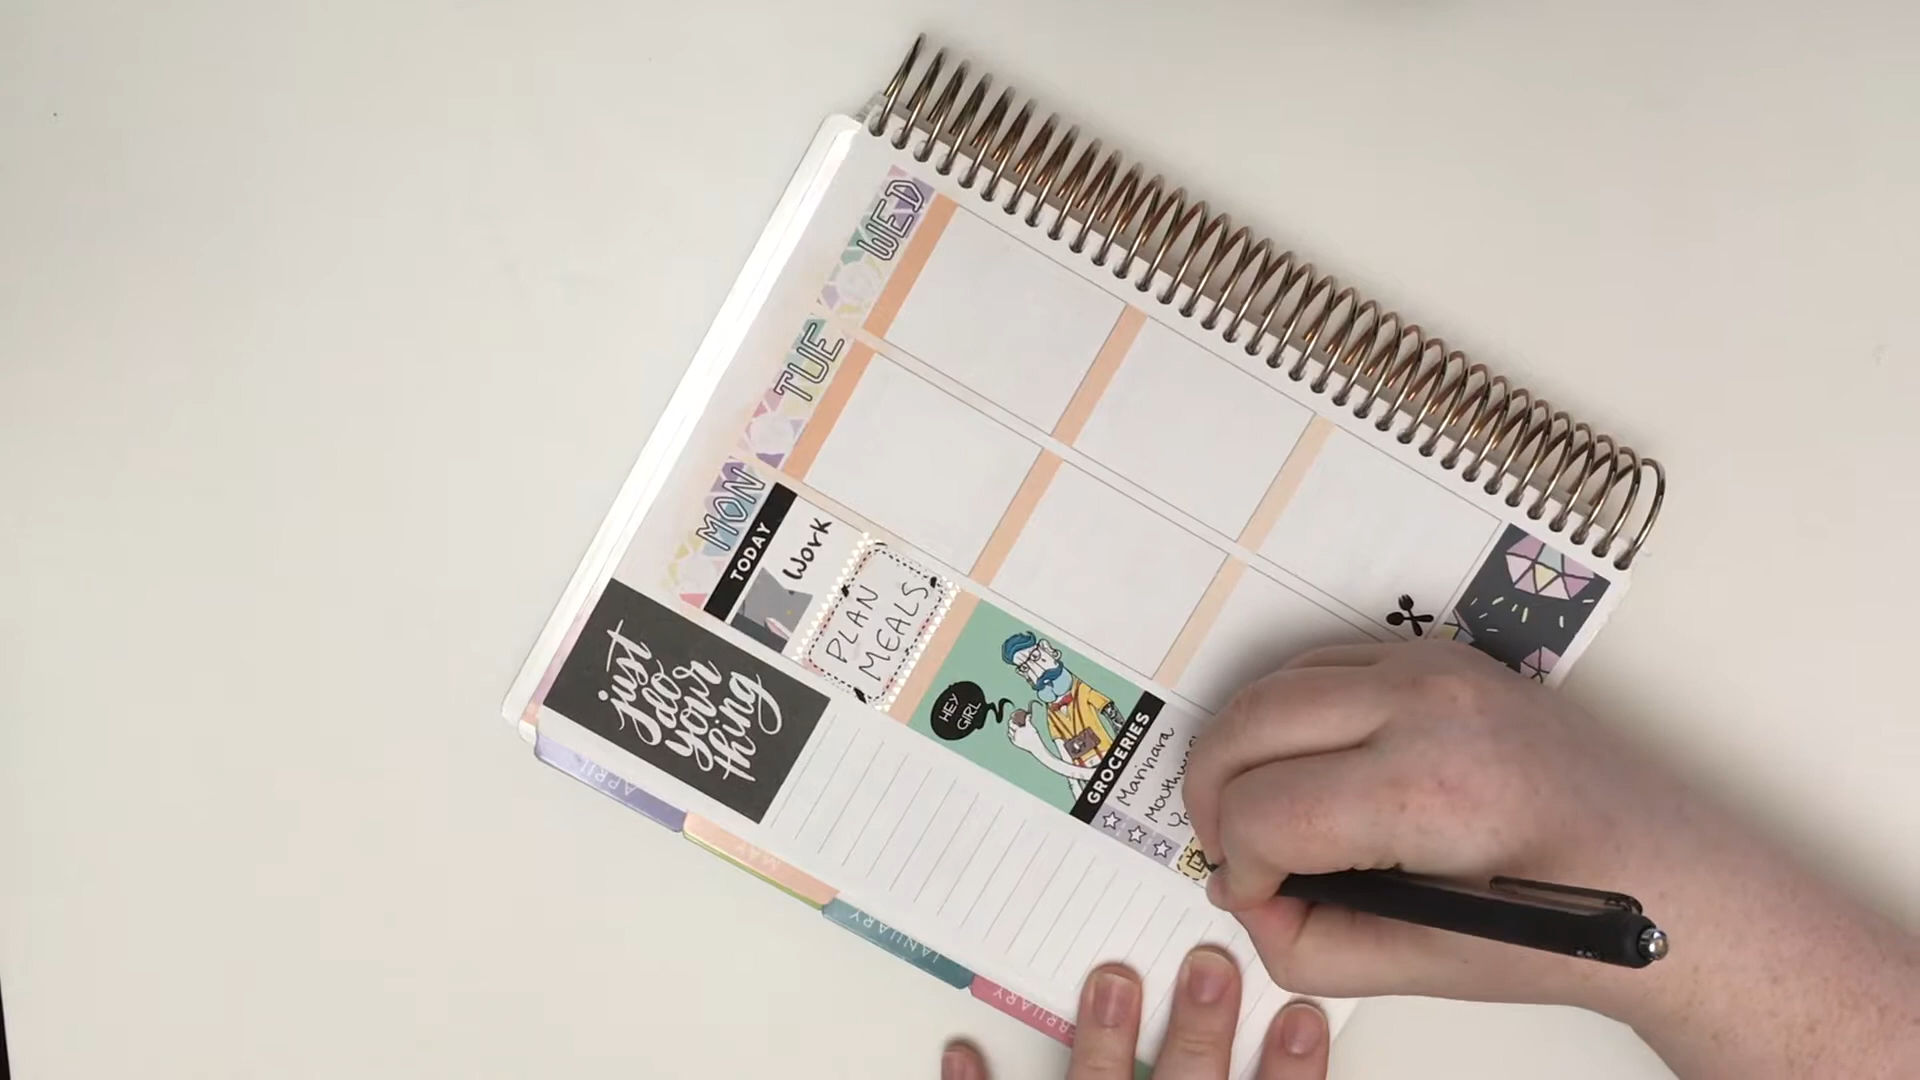 WED
TUE
MON
TODAY
Work
PLAN
MEALS
just
do
your
thing
HEY
GIRL
GROCERIES
Marinara
APRIL
MAY
JANUARY